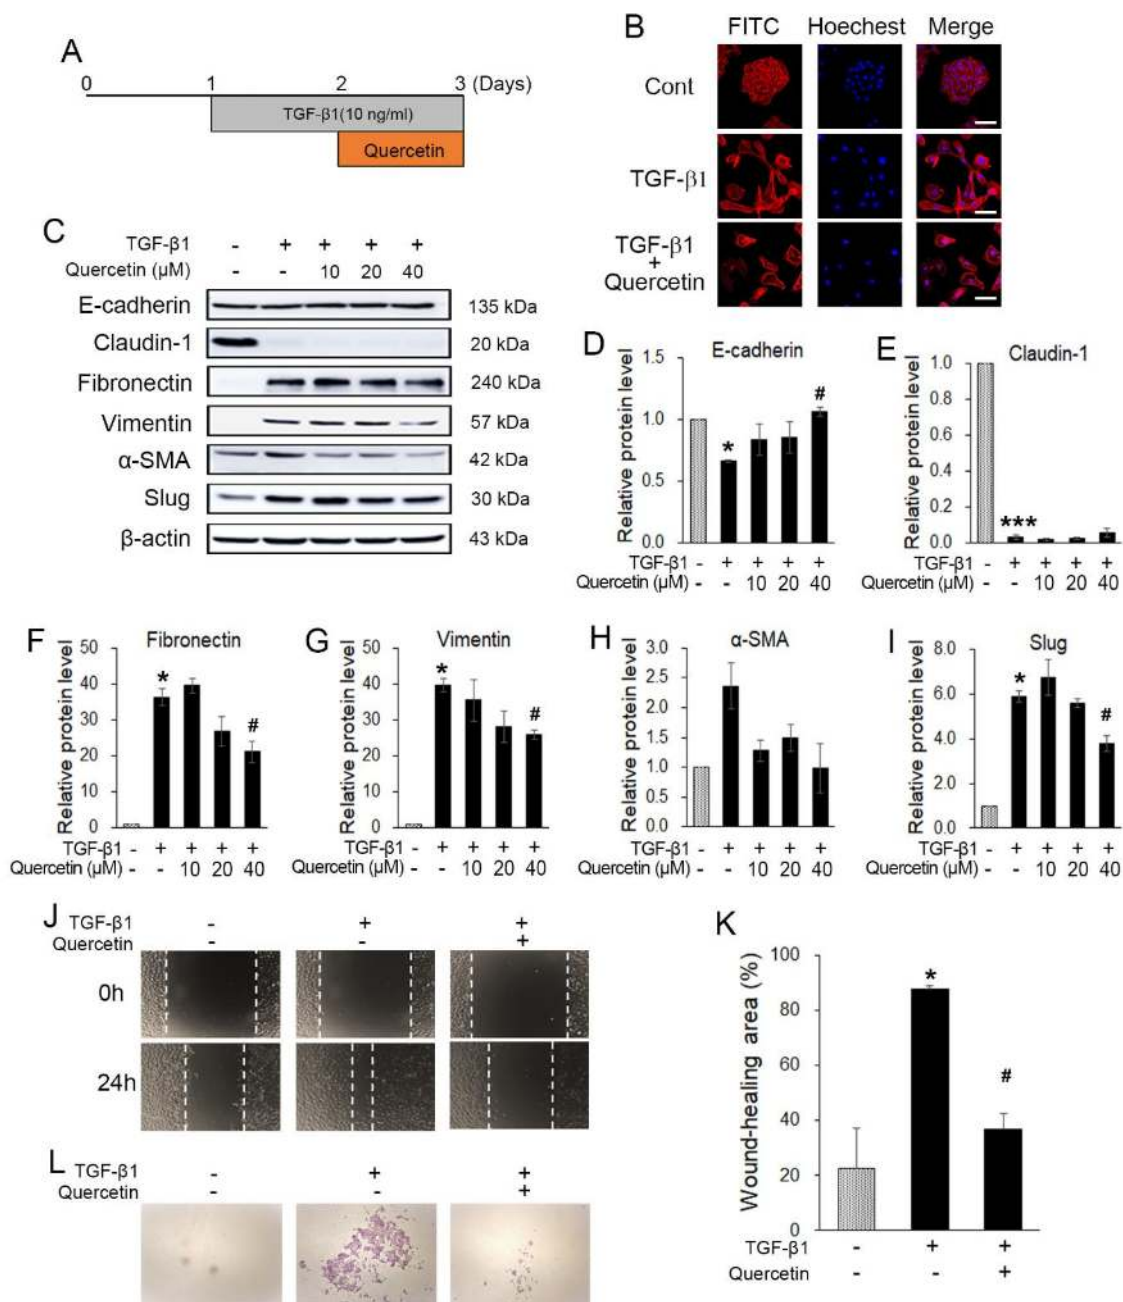 A
0 1 2 3 (Days)
TGF-β1(10 ng/ml)
Quercetin
B
FITC Hoechest Merge
Cont
TGF-β1
TGF-β1
+
Quercetin
C
TGF-β1 - + + + +
Quercetin (µM) - - 10 20 40
E-cadherin 135 kDa
Claudin-1 20 kDa
Fibronectin 240 kDa
Vimentin 57 kDa
α-SMA 42 kDa
Slug 30 kDa
β-actin 43 kDa
D
E-cadherin
Relative protein level
1.5
1.0
0.5
0.0
*
#
TGF-β1 - + + + +
Quercetin (µM) - - 10 20 40
E
Claudin-1
Relative protein level
1.0
0.8
0.6
0.4
0.2
0.0
***
TGF-β1 - + + + +
Quercetin (µM) - - 10 20 40
F
Fibronectin
Relative protein level
50
40
30
20
10
0
*
#
TGF-β1 - + + + +
Quercetin (µM) - - 10 20 40
G
Vimentin
Relative protein level
50
40
30
20
10
0
*
#
TGF-β1 - + + + +
Quercetin (µM) - - 10 20 40
H
α-SMA
Relative protein level
3.0
2.5
2.0
1.5
1.0
0.5
0.0
TGF-β1 - + + + +
Quercetin (µM) - - 10 20 40
I
Slug
Relative protein level
8.0
6.0
4.0
2.0
0.0
*
#
TGF-β1 - + + + +
Quercetin (µM) - - 10 20 40
J
TGF-β1 - + +
Quercetin - - +
0h
24h
K
Wound-healing area (%)
100
80
60
40
20
0
*
#
TGF-β1 - + +
Quercetin - - +
L
TGF-β1 - + +
Quercetin - - +